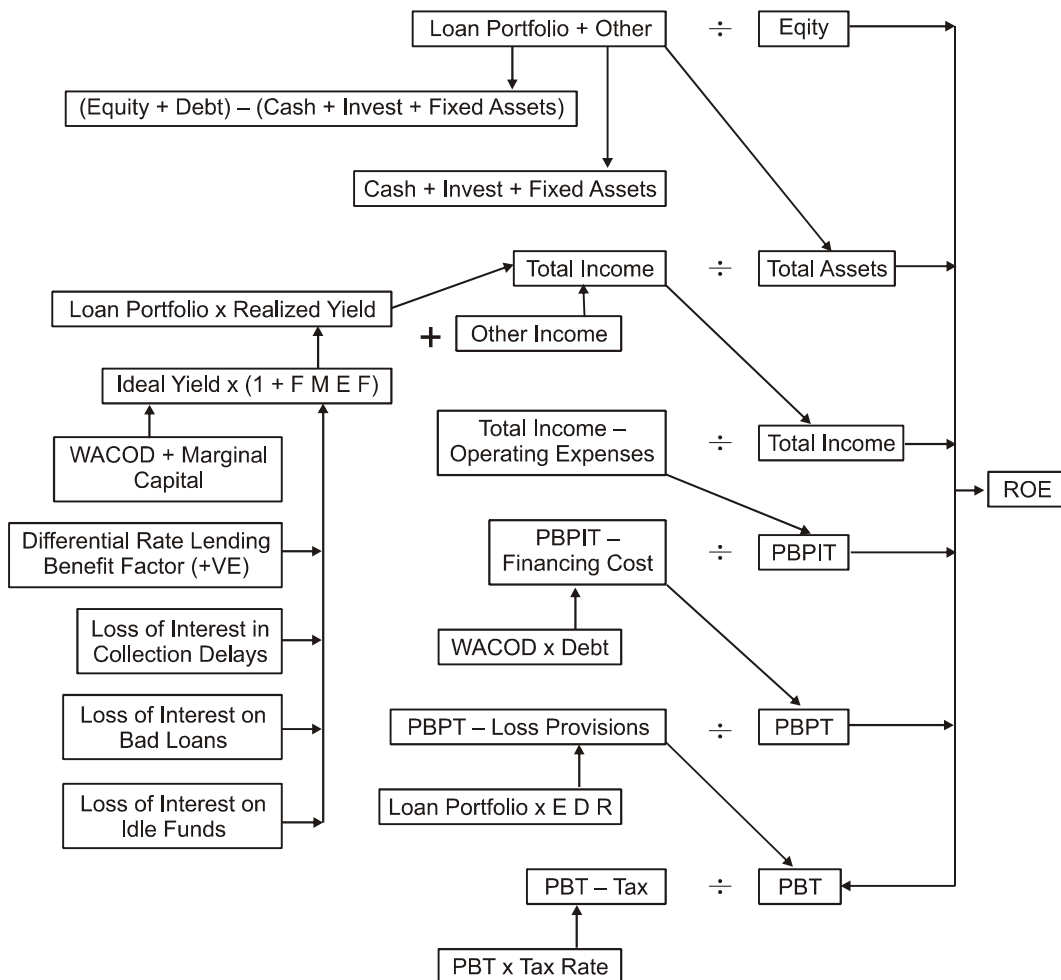 Loan Portfolio + Other ÷ Eqity
(Equity + Debt) – (Cash + Invest + Fixed Assets)
Cash + Invest + Fixed Assets
Total Income ÷ Total Assets
Loan Portfolio x Realized Yield
+ Other Income
Ideal Yield x (1 + F M E F)
WACOD + Marginal
Capital
Total Income –
Operating Expenses
÷ Total Income
ROE
Differential Rate Lending
Benefit Factor (+VE)
PBPIT –
Financing Cost
÷ PBPIT
Loss of Interest in
Collection Delays
WACOD x Debt
Loss of Interest on
Bad Loans
PBPT – Loss Provisions ÷ PBPT
Loan Portfolio x E D R
Loss of Interest on
Idle Funds
PBT – Tax ÷ PBT
PBT x Tax Rate